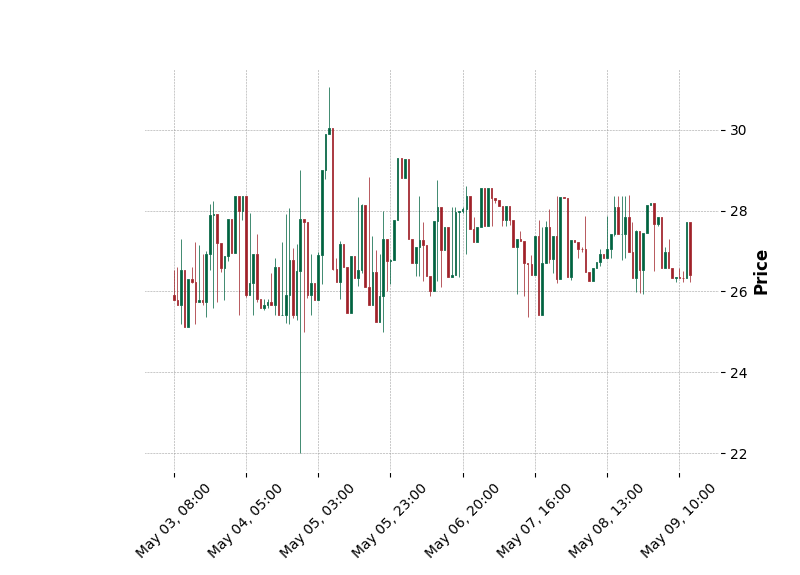 30
28
26
24
22
Price
May 03, 08:00
May 04, 05:00
May 05, 03:00
May 05, 23:00
May 06, 20:00
May 07, 16:00
May 08, 13:00
May 09, 10:00